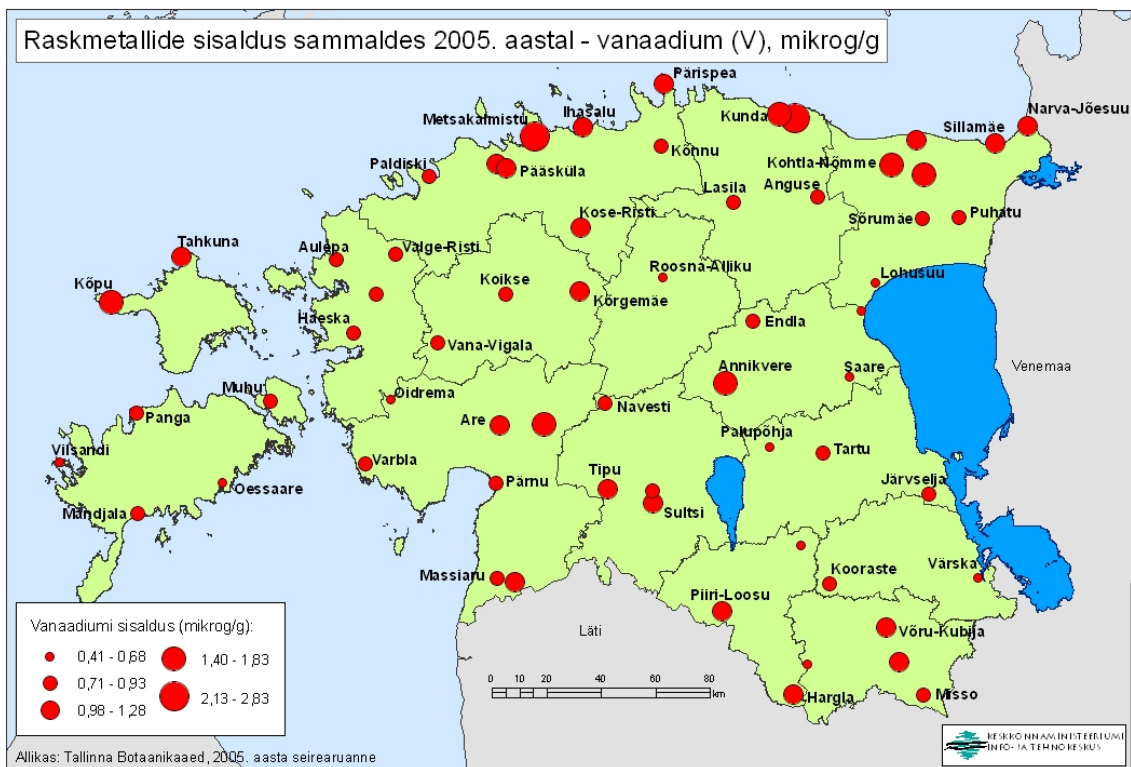 Raskmetallide sisaldus sammaldes 2005. aastal - vanaadium (V), mikrog/g
Pärispea
Metsakalmistu
Ihasalu
Kunda
Narva-Jõesuu
Sillamäe
Kõnnu
Kohtla-Nõmme
Paldiski
Pääsküla
Lasila
Anguse
Kose-Risti
Sõrumäe
Puhatu
Tahkuna
Aulepa
Valge-Risti
Roosna-Alliku
Koikse
Lohusuu
Kõpu
Kõrgemäe
Haeska
Endla
Vana-Vigala
Annikvere
Saare
Venemaa
Muhu
Oidrema
Navesti
Panga
Are
Palupõhja
Tartu
Vilsandi
Varbla
Tipu
Järvselja
Oessaare
Pärnu
Mändjala
Sultsi
Massiaru
Kooraste
Värska
Piiri-Loosu
Läti
Võru-Kubija
Hargla
Misso
Vanaadiumi sisaldus (mikrog/g):
0,41 - 0,68
0,71 - 0,93
0,98 - 1,28
1,40 - 1,83
2,13 - 2,83
0 10 20 40 60 80
km
Allikas: Tallinna Botaanikaaed, 2005. aasta seirearuanne
KESKKONNAMINISTEERIUMI
INFO- JA TEHNOKESKUS